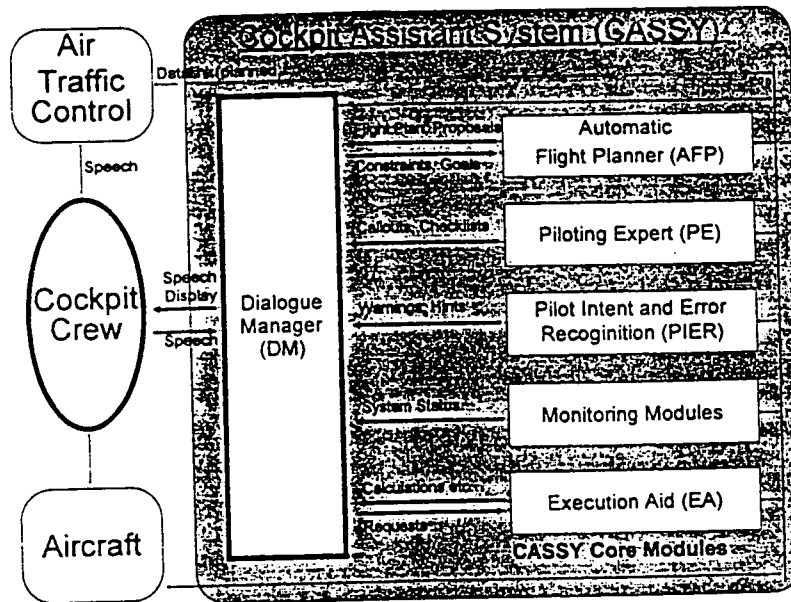 Cockpit Assistant System (CASSY)
Air
Traffic
Control
Datalink (planned)
Speech
Cockpit
Crew
Speech
Display
Speech
Aircraft
Dialogue
Manager
(DM)
Flight Plan, Proposals
Constraints, Goals
Callouts, Checklists
Warnings, Hints
System Status
Calculations etc.
Requests
Automatic
Flight Planner (AFP)
Piloting Expert (PE)
Pilot Intent and Error
Recoginition (PIER)
Monitoring Modules
Execution Aid (EA)
CASSY Core Modules